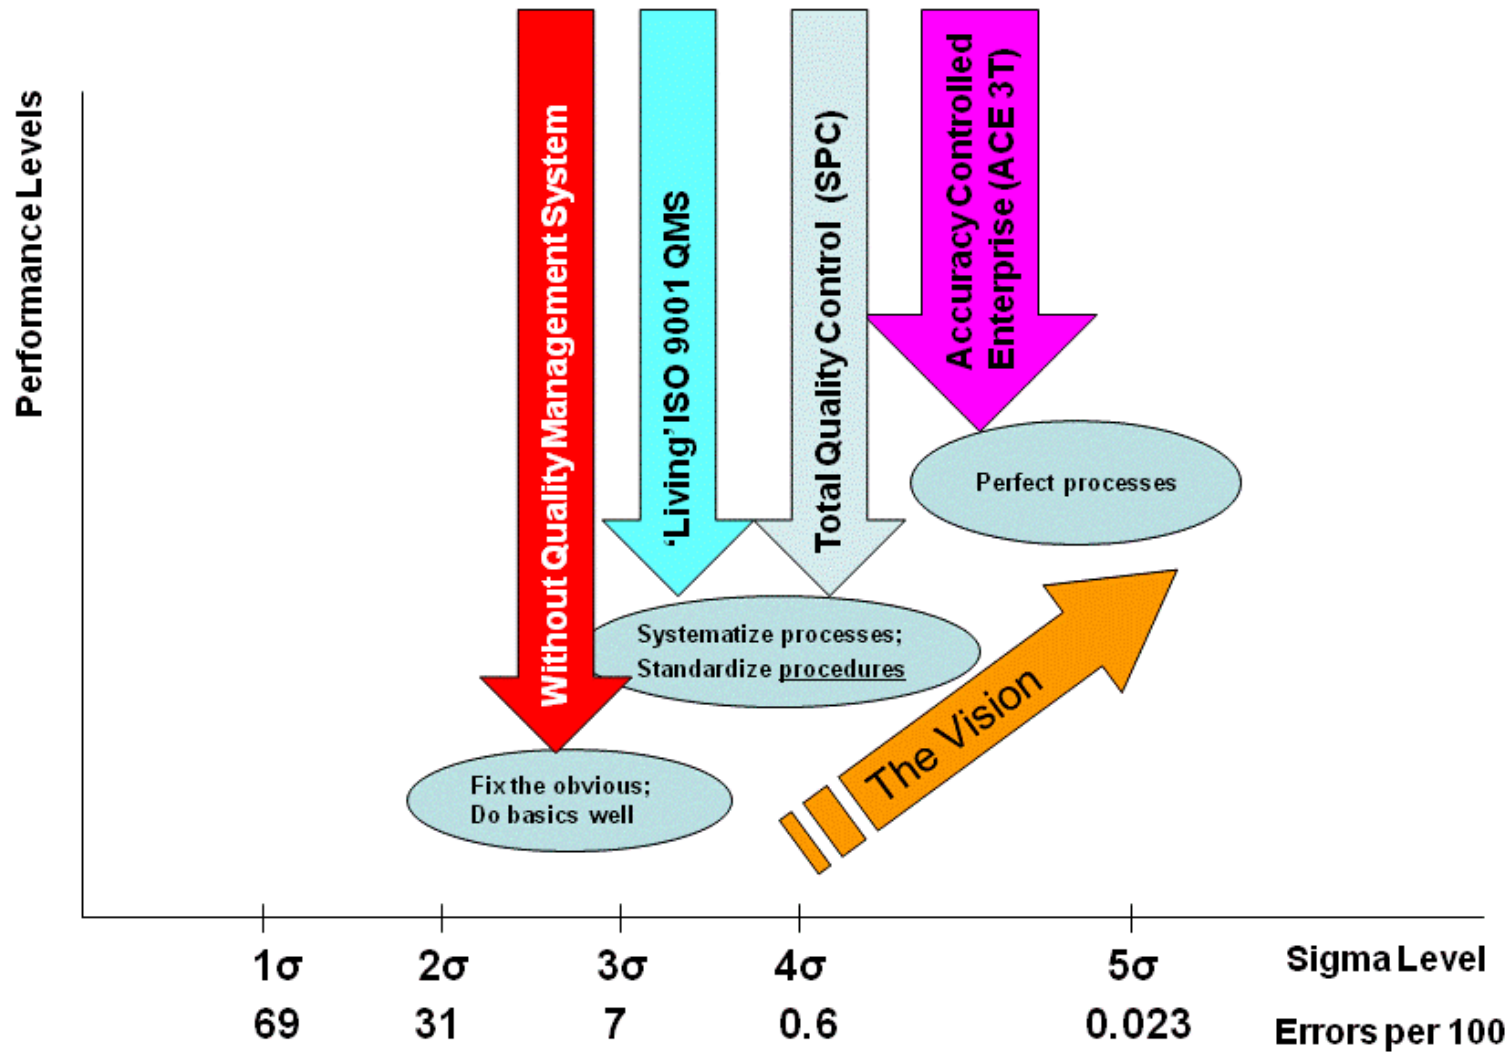 Performance Levels
Without Quality Management System
‘Living’ ISO 9001 QMS
Total Quality Control (SPC)
Accuracy Controlled
Enterprise (ACE 3T)
Perfect processes
Systematize processes;
Standardize procedures
Fix the obvious;
Do basics well
The Vision
1σ 2σ 3σ 4σ 5σ Sigma Level
69 31 7 0.6 0.023 Errors per 100